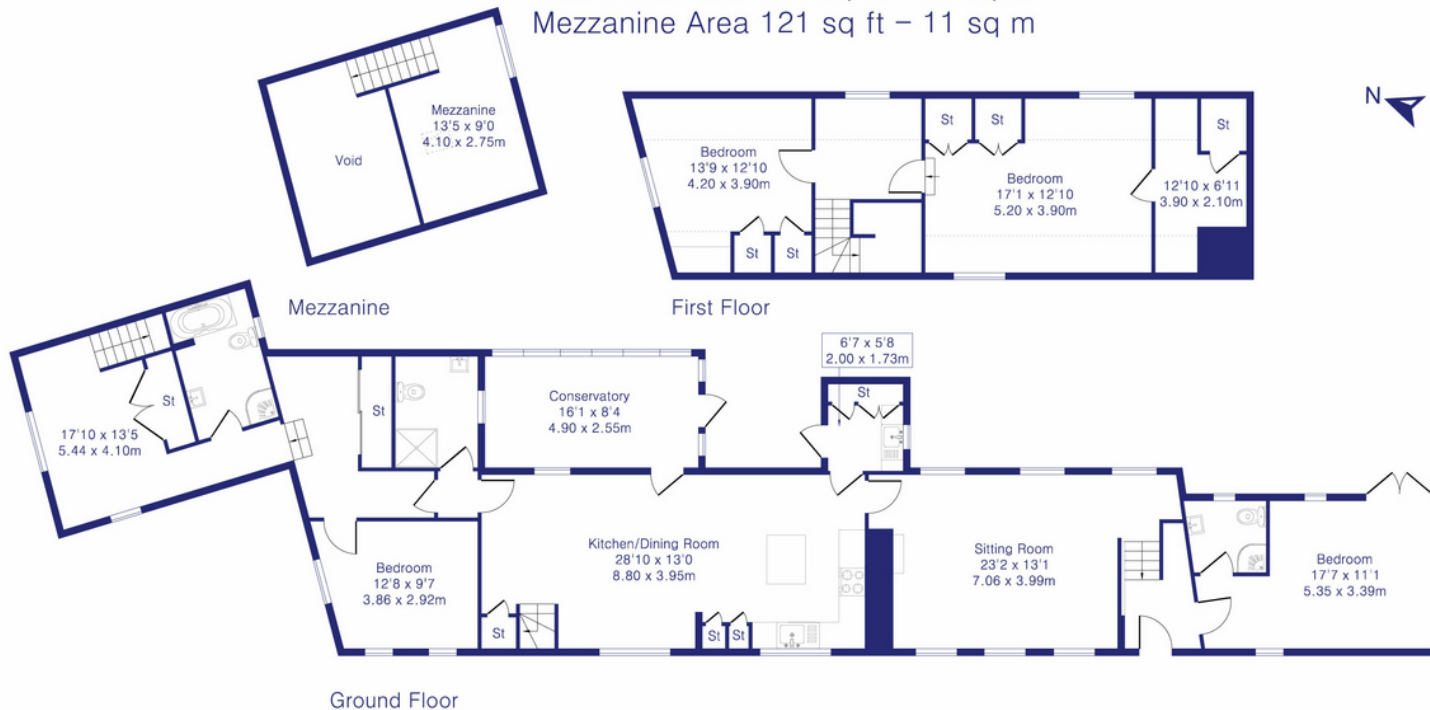 Mezzanine Area 121 sq ft – 11 sq m
Mezzanine
13'5 x 9'0
4.10 x 2.75m
Void
Mezzanine
N
Bedroom
13'9 x 12'10
4.20 x 3.90m
St
St
St
St
Bedroom
17'1 x 12'10
5.20 x 3.90m
St
12'10 x 6'11
3.90 x 2.10m
First Floor
17'10 x 13'5
5.44 x 4.10m
St
St
Conservatory
16'1 x 8'4
4.90 x 2.55m
6'7 x 5'8
2.00 x 1.73m
St
Bedroom
12'8 x 9'7
3.86 x 2.92m
St
Kitchen/Dining Room
28'10 x 13'0
8.80 x 3.95m
St
St
Sitting Room
23'2 x 13'1
7.06 x 3.99m
Bedroom
17'7 x 11'1
5.35 x 3.39m
Ground Floor